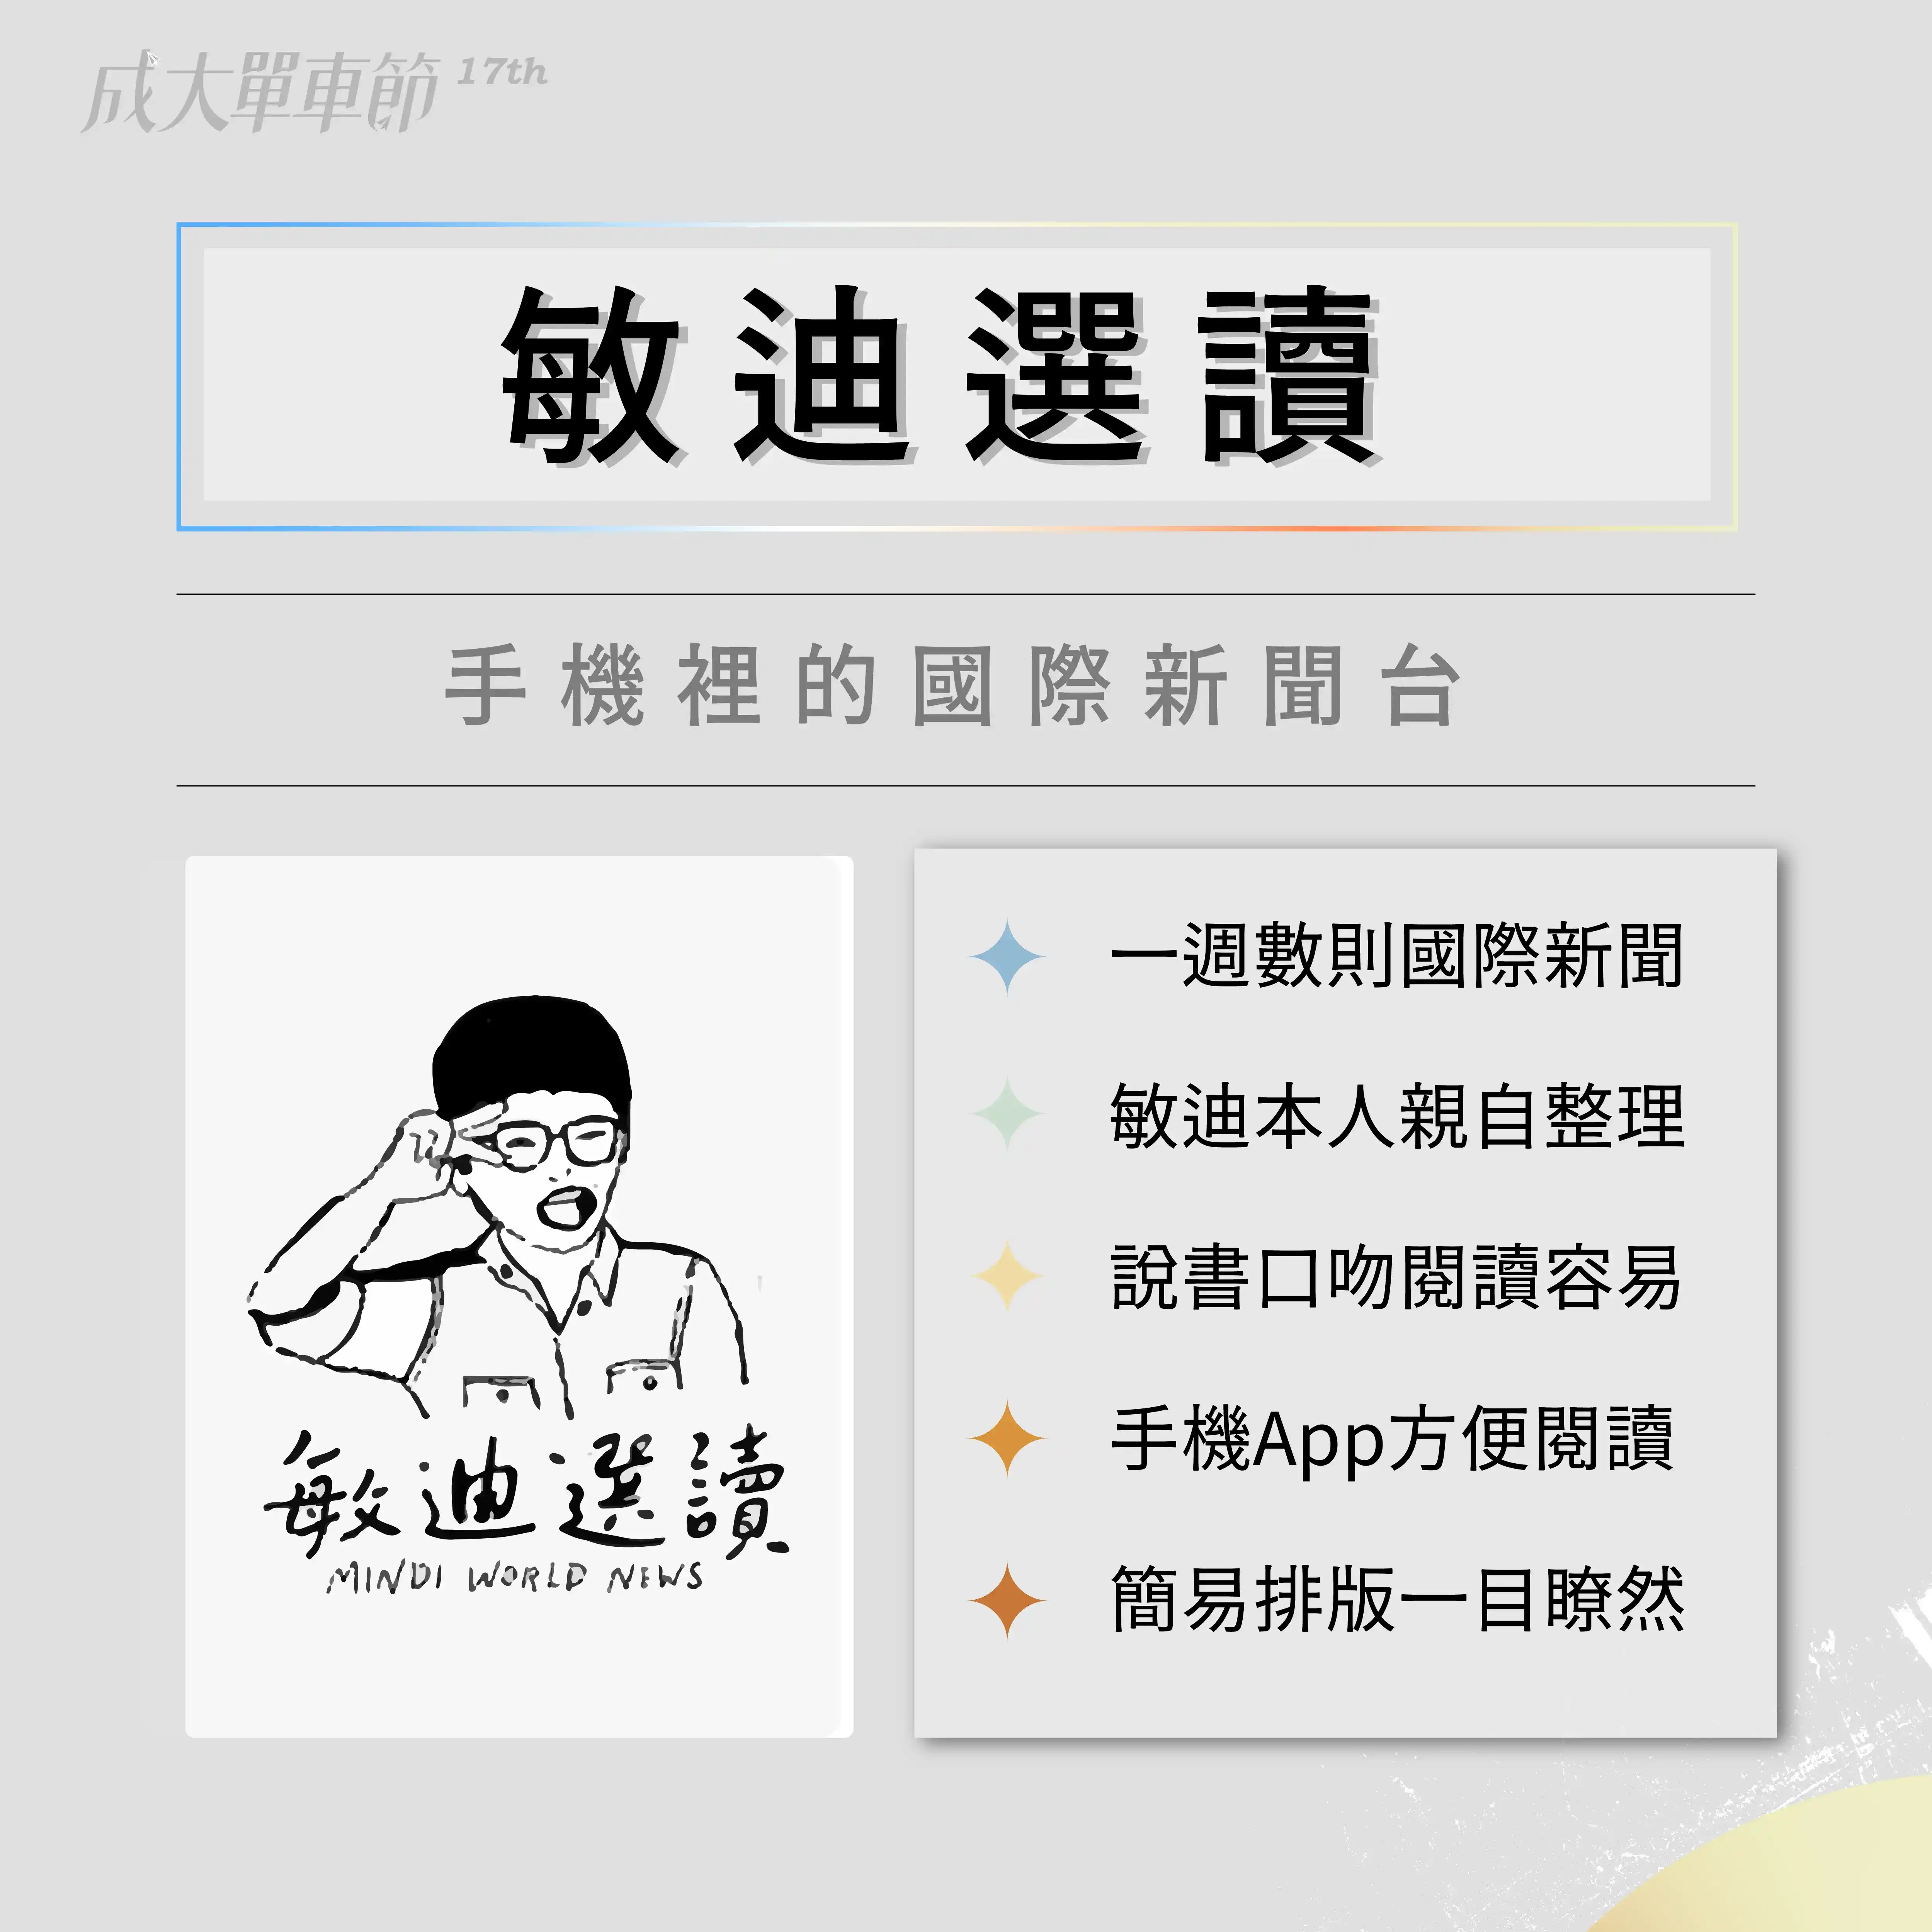 成大單車節 17th
敏迪選讀
手機裡的國際新聞台
一週數則國際新聞
敏迪本人親自整理
說書口吻閱讀容易
手機App方便閱讀
簡易排版一目瞭然
敏迪選讀
MINDI WORLD NEWS